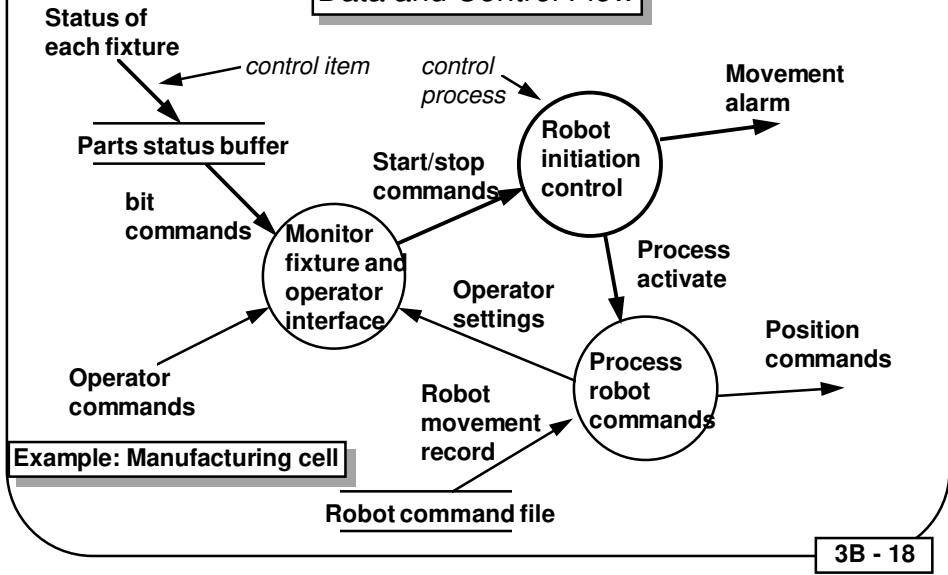 Data and Control Flow
Status of
each fixture
control item
control
process
Movement
alarm
Parts status buffer
Robot
initiation
control
Start/stop
commands
bit
commands
Monitor
fixture and
operator
interface
Process
activate
Operator
settings
Position
commands
Operator
commands
Process
robot
commands
Robot
movement
record
Example: Manufacturing cell
Robot command file
3B - 18